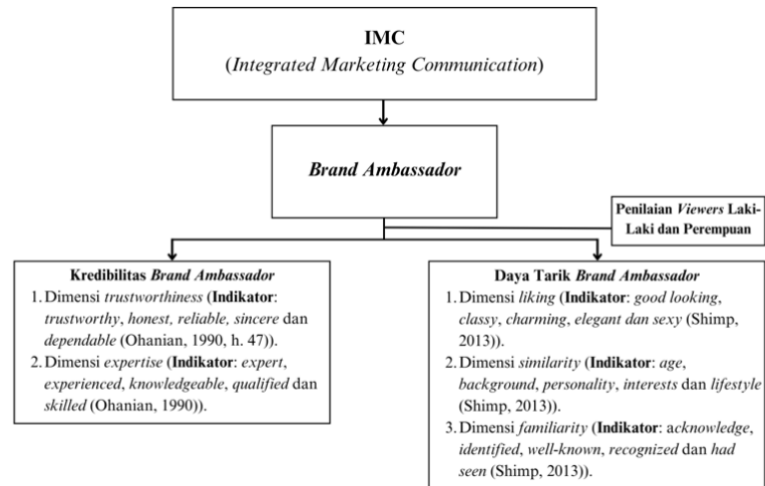 IMC
(Integrated Marketing Communication)
Brand Ambassador
Penilaian Viewers Laki-
Laki dan Perempuan
Kredibilitas Brand Ambassador
1. Dimensi trustworthiness (Indikator:
trustworthy, honest, reliable, sincere dan
dependable (Ohanian, 1990, h. 47)).
2. Dimensi expertise (Indikator: expert,
experienced, knowledgeable, qualified dan
skilled (Ohanian, 1990)).
Daya Tarik Brand Ambassador
1. Dimensi liking (Indikator: good looking,
classy, charming, elegant dan sexy (Shimp,
2013)).
2. Dimensi similarity (Indikator: age,
background, personality, interests dan lifestyle
(Shimp, 2013)).
3. Dimensi familiarity (Indikator: acknowledge,
identified, well-known, recognized dan had
seen (Shimp, 2013)).